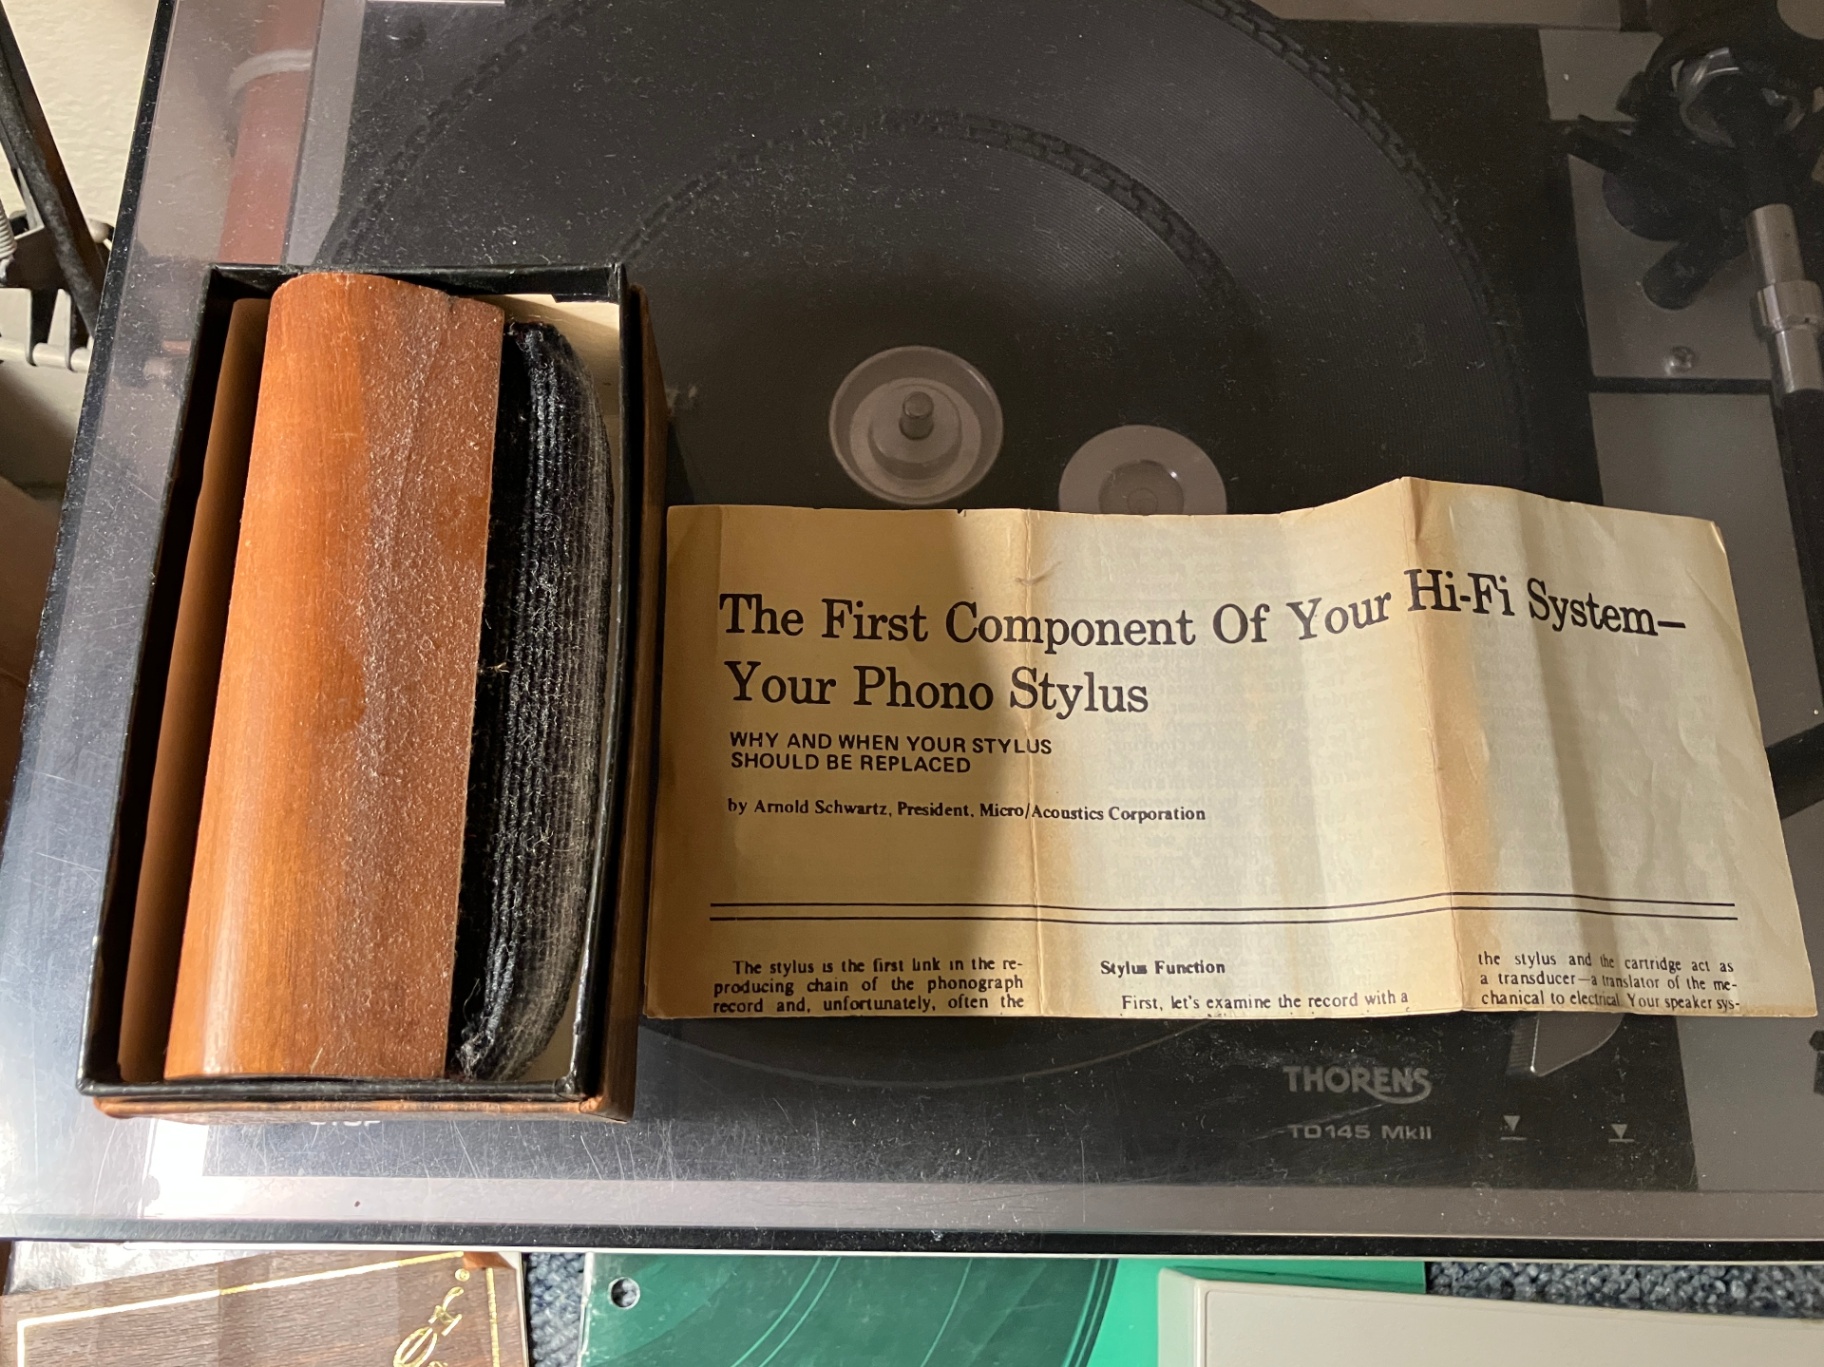 The First Component Of Your Hi-Fi System—
Your Phono Stylus
WHY AND WHEN YOUR STYLUS
SHOULD BE REPLACED
by Arnold Schwartz, President, Micro/Acoustics Corporation
The stylus is the first link in the re-
producing chain of the phonograph
record and, unfortunately, often the
Stylus Function
First, let's examine the record with a
the stylus and the cartridge act as
a transducer—a translator of the me-
chanical to electrical. Your speaker sys-
THORENS
TD145 MkII